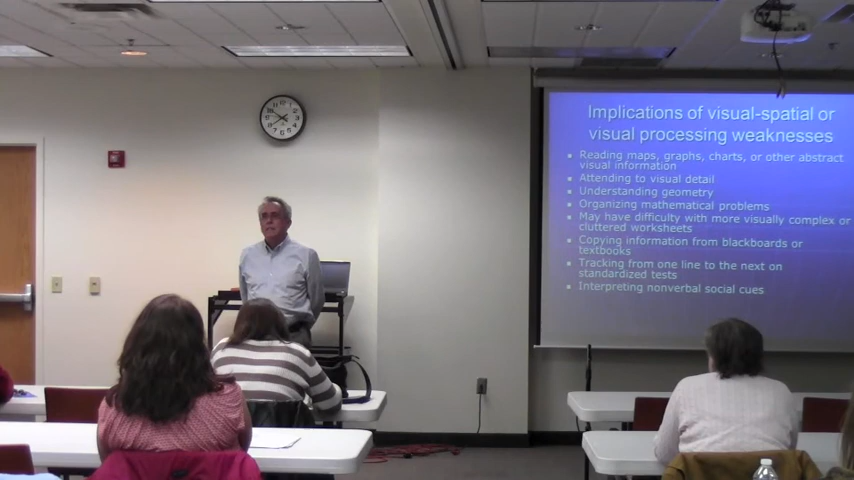 Implications of visual-spatial or
visual processing weaknesses
Reading maps, graphs, charts, or other abstract
visual information
Attending to visual detail
Understanding geometry
Organizing mathematical problems
May have difficulty with more visually complex or
cluttered worksheets
Copying information from blackboards or
textbooks
Tracking from one line to the next on
standardized tests
Interpreting nonverbal social cues